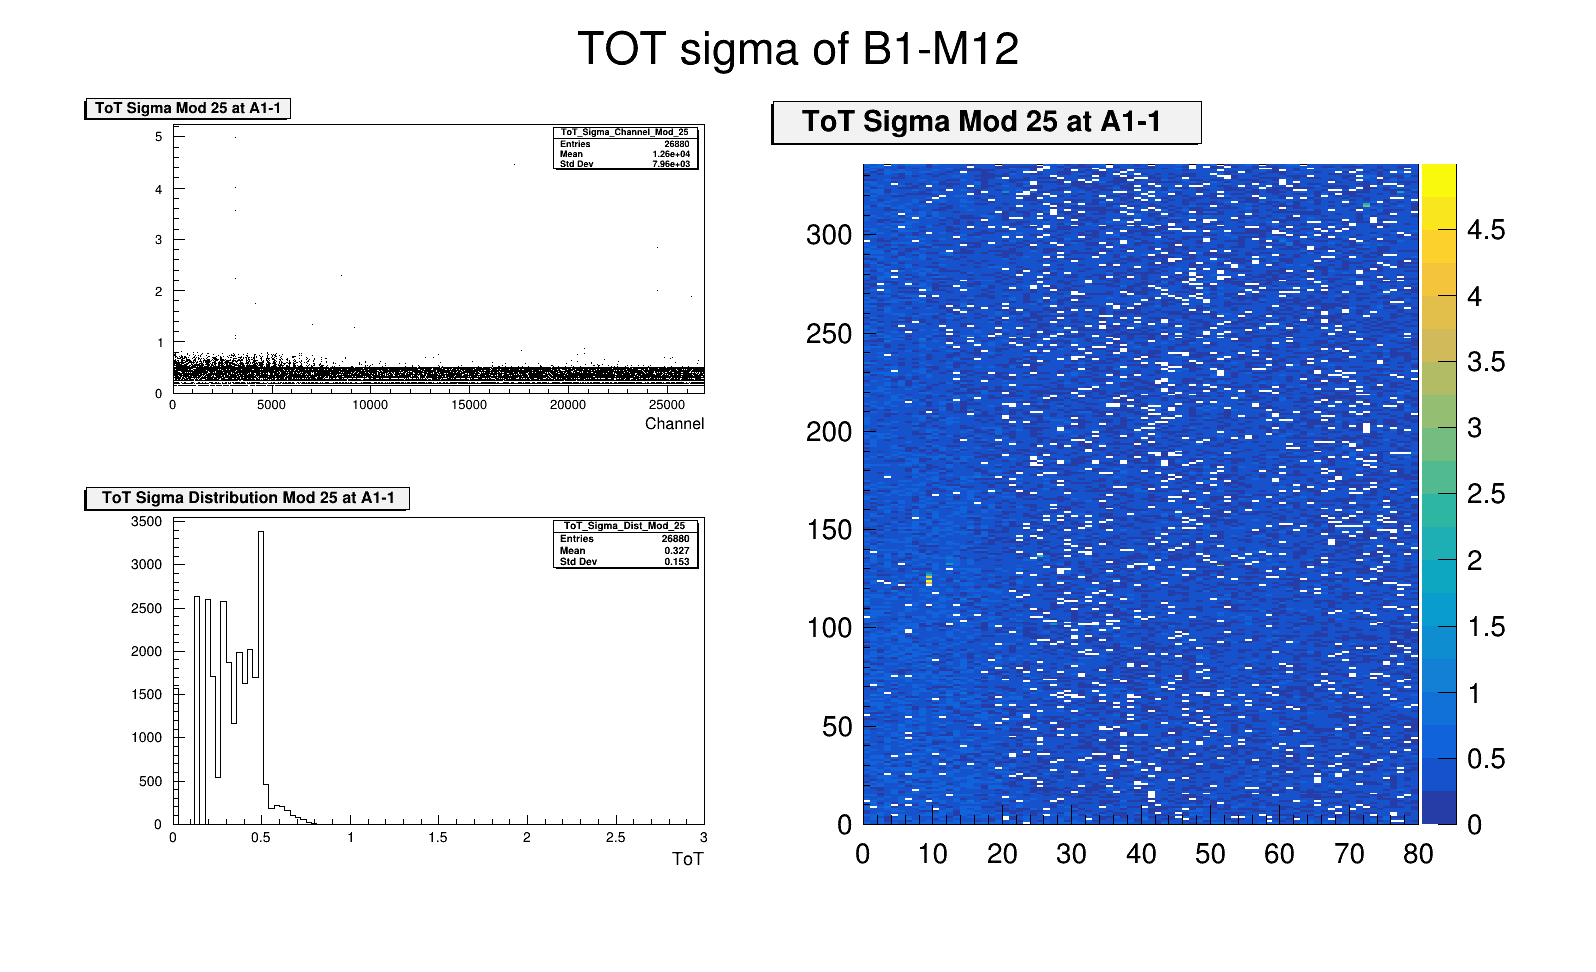 TOT sigma of B1-M12
ToT Sigma Mod 25 at A1-1
ToT_Sigma_Channel_Mod_25
Entries 26880
Mean 1.26e+04
Std Dev 7.96e+03
5
4
3
2
1
0
0 5000 10000 15000 20000 25000
Channel
ToT Sigma Distribution Mod 25 at A1-1
ToT_Sigma_Dist_Mod_25
Entries 26880
Mean 0.327
Std Dev 0.153
3500
3000
2500
2000
1500
1000
500
0
0 0.5 1 1.5 2 2.5 3
ToT
ToT Sigma Mod 25 at A1-1
300
250
200
150
100
50
0
0 10 20 30 40 50 60 70 80
4.5
4
3.5
3
2.5
2
1.5
1
0.5
0